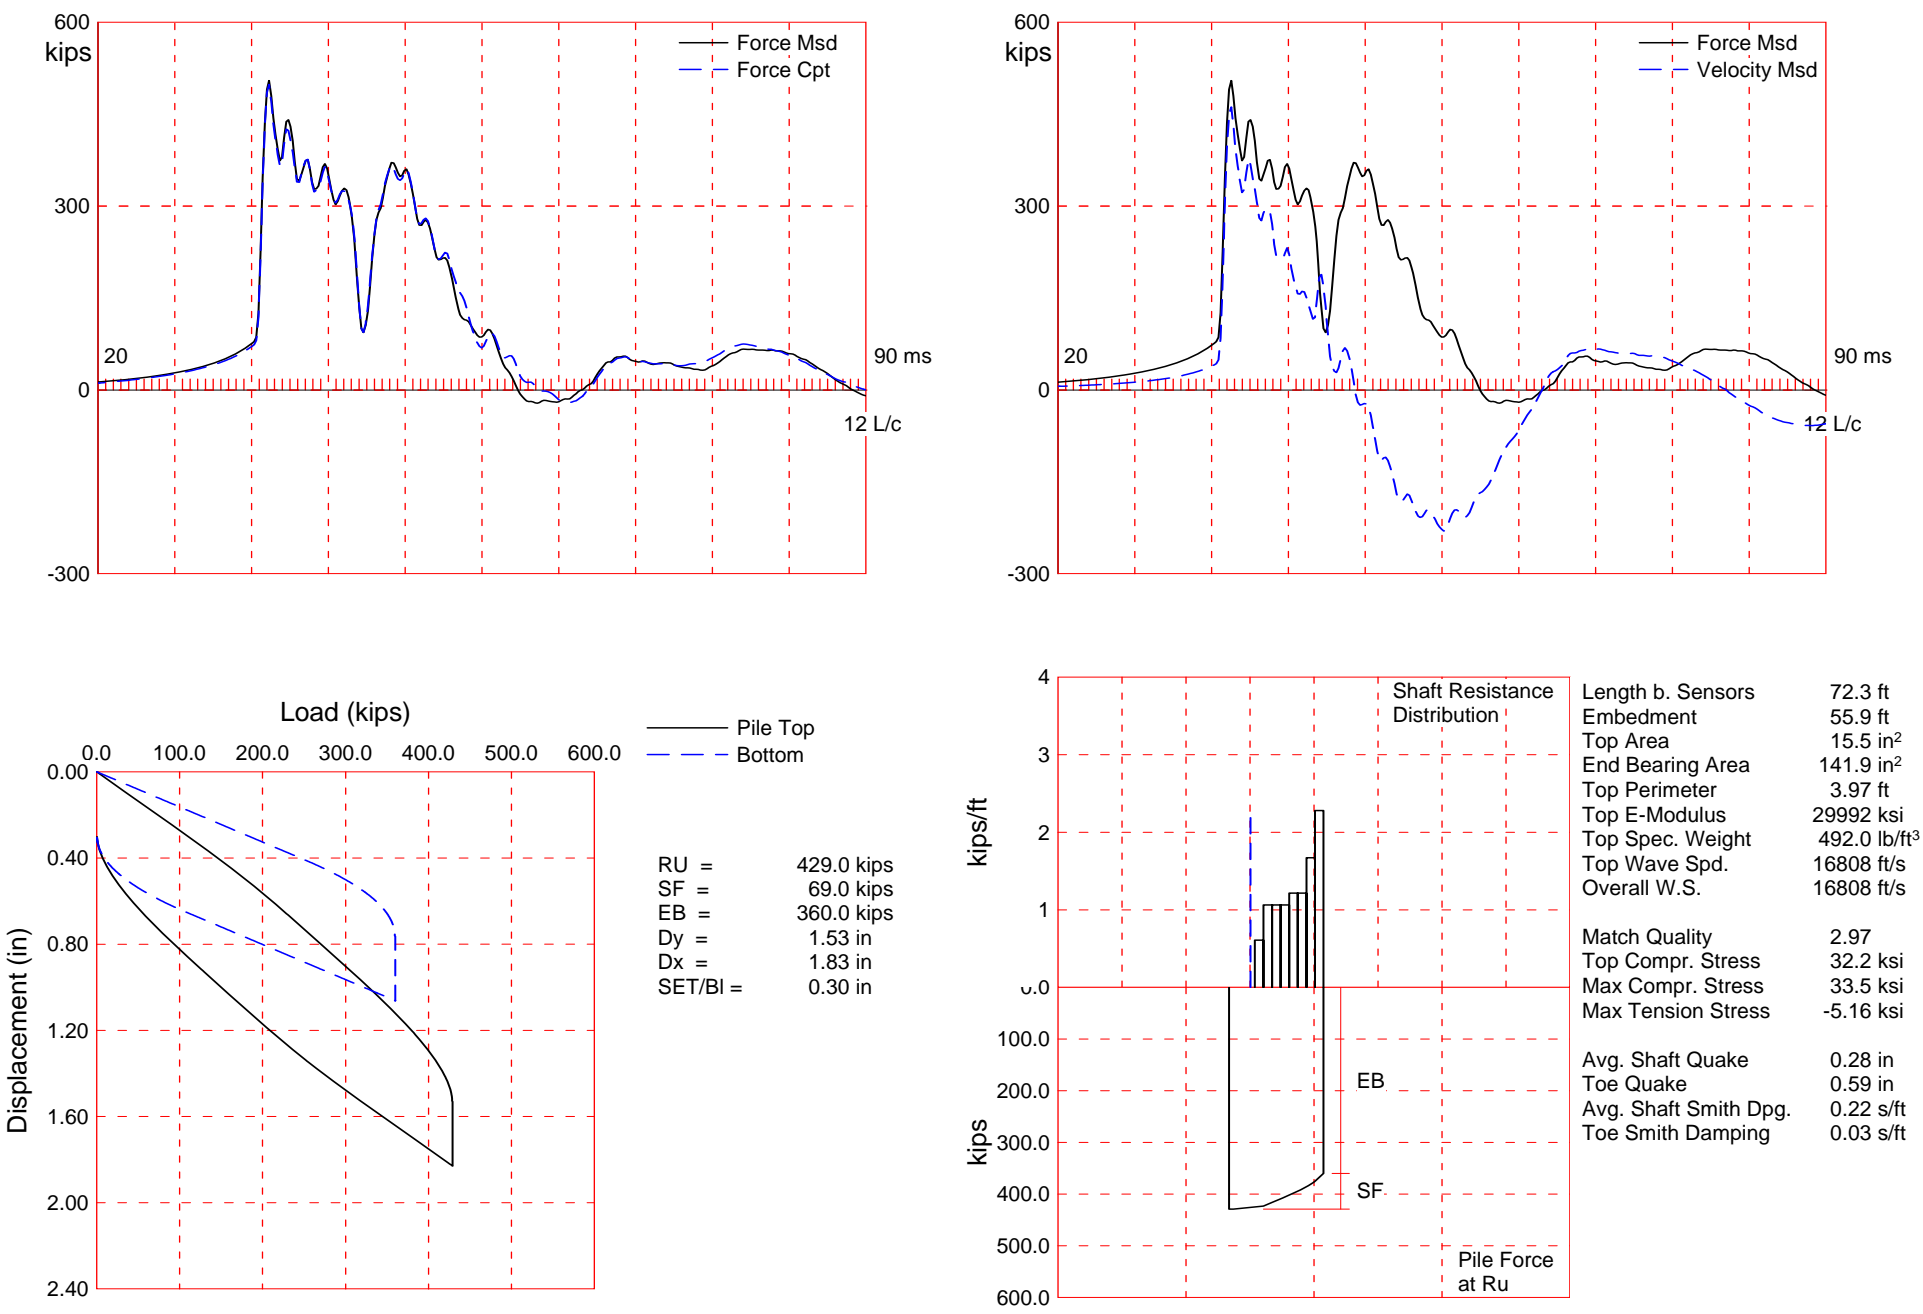 600
kips
Force Msd
Force Cpt
300
20
90 ms
0
12 L/c
-300
600
kips
Force Msd
Velocity Msd
300
20
90 ms
0
12 L/c
-300
Load (kips)
Pile Top
Bottom
0.0 100.0 200.0 300.0 400.0 500.0 600.0
0.00
0.40
0.80
1.20
1.60
2.00
2.40
Displacement (in)
RU = 429.0 kips
SF = 69.0 kips
EB = 360.0 kips
Dy = 1.53 in
Dx = 1.83 in
SET/Bl = 0.30 in
4
3
2
1
kips/ft
Shaft Resistance
Distribution
0.0
100.0
200.0
300.0
400.0
500.0
600.0
kips
EB
SF
Pile Force
at Ru
Length b. Sensors 72.3 ft
Embedment 55.9 ft
Top Area 15.5 in²
End Bearing Area 141.9 in²
Top Perimeter 3.97 ft
Top E-Modulus 29992 ksi
Top Spec. Weight 492.0 lb/ft³
Top Wave Spd. 16808 ft/s
Overall W.S. 16808 ft/s
Match Quality 2.97
Top Compr. Stress 32.2 ksi
Max Compr. Stress 33.5 ksi
Max Tension Stress -5.16 ksi
Avg. Shaft Quake 0.28 in
Toe Quake 0.59 in
Avg. Shaft Smith Dpg. 0.22 s/ft
Toe Smith Damping 0.03 s/ft